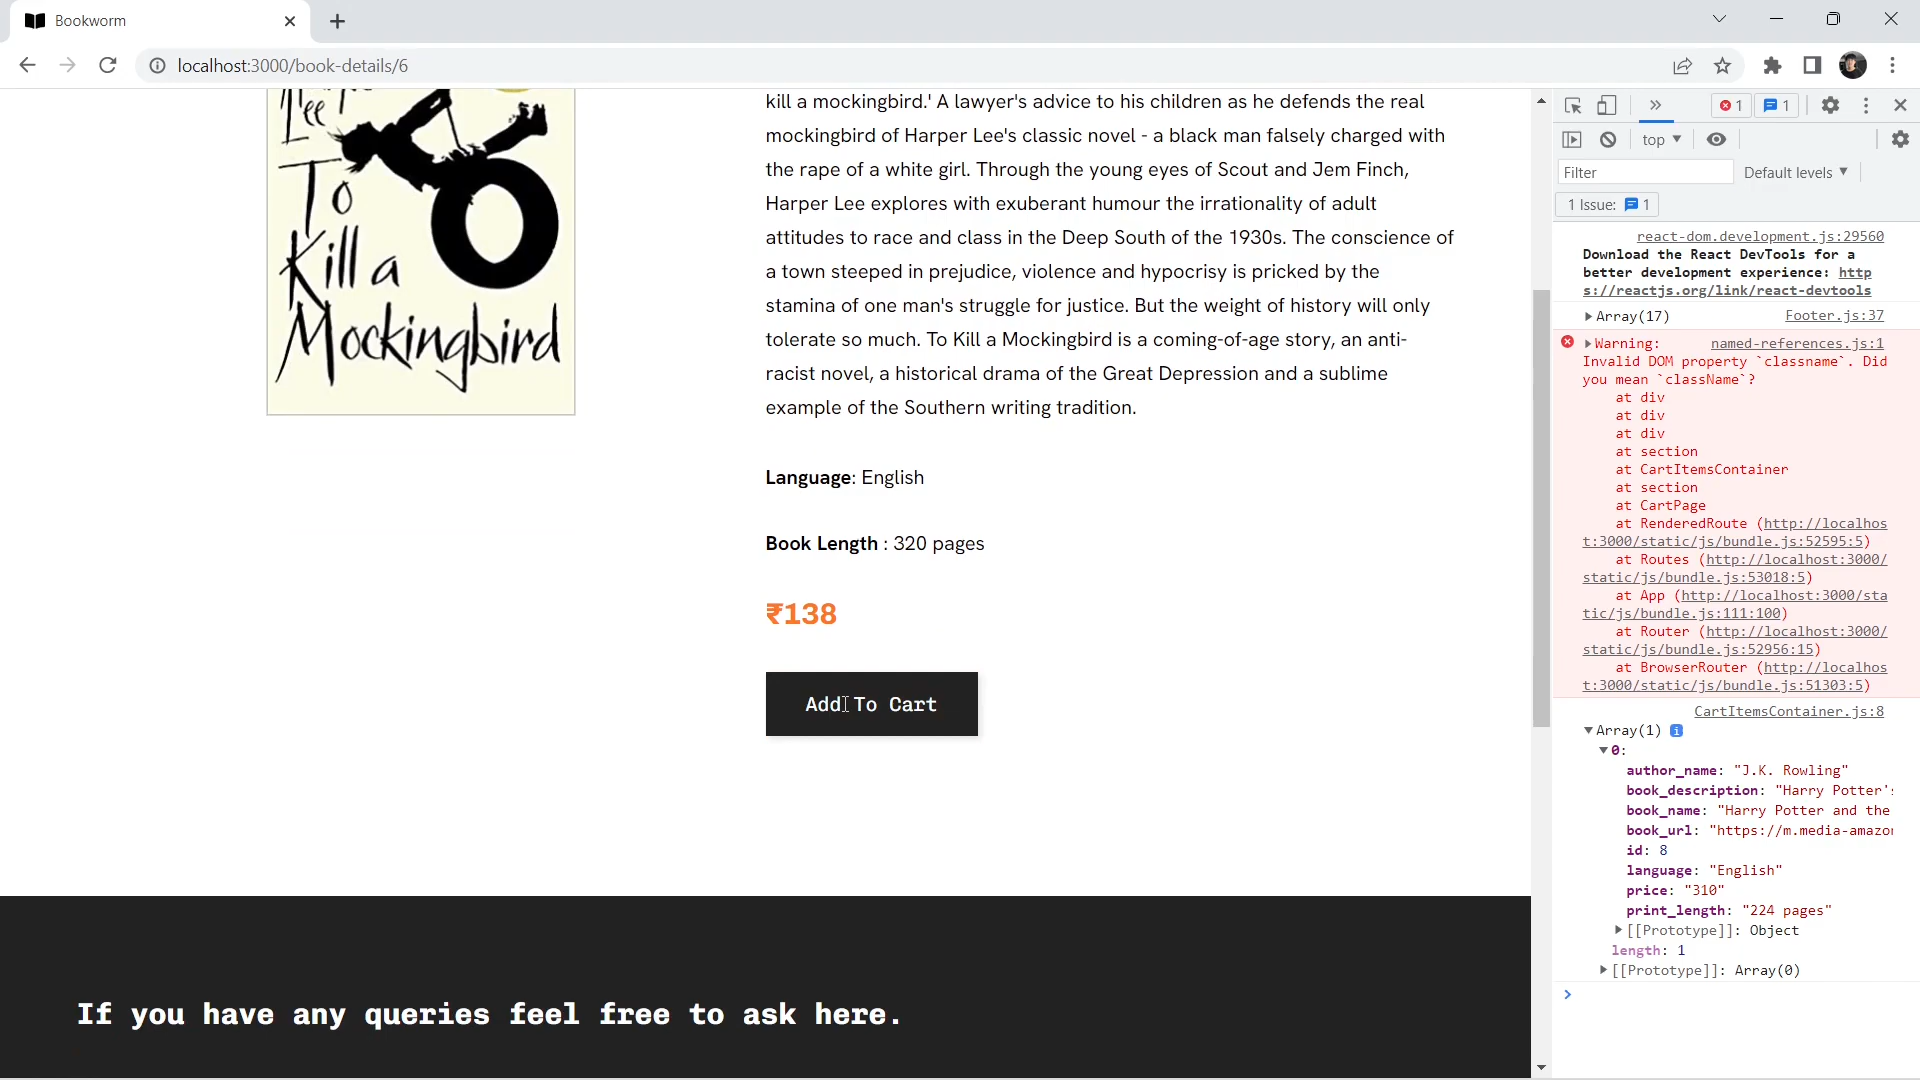 Bookworm
localhost:3000/book-details/6
Lee
To
Kill a
Mockingbird
kill a mockingbird.' A lawyer's advice to his children as he defends the real
mockingbird of Harper Lee's classic novel - a black man falsely charged with
the rape of a white girl. Through the young eyes of Scout and Jem Finch,
Harper Lee explores with exuberant humour the irrationality of adult
attitudes to race and class in the Deep South of the 1930s. The conscience of
a town steeped in prejudice, violence and hypocrisy is pricked by the
stamina of one man's struggle for justice. But the weight of history will only
tolerate so much. To Kill a Mockingbird is a coming-of-age story, an anti-
racist novel, a historical drama of the Great Depression and a sublime
example of the Southern writing tradition.
Language: English
Book Length : 320 pages
₹138
Add To Cart
If you have any queries feel free to ask here.
1 1
top
Filter Default levels
1 Issue: 1
react-dom.development.js:29560
Download the React DevTools for a
better development experience: http
s://reactjs.org/link/react-devtools
Array(17) Footer.js:37
Warning: named-references.js:1
Invalid DOM property `classname`. Did
you mean `className`?
at div
at div
at div
at section
at CartItemsContainer
at section
at CartPage
at RenderedRoute (http://localhos
t:3000/static/js/bundle.js:52595:5)
at Routes (http://localhost:3000/
static/js/bundle.js:53018:5)
at App (http://localhost:3000/sta
tic/js/bundle.js:111:100)
at Router (http://localhost:3000/
static/js/bundle.js:52956:15)
at BrowserRouter (http://localhos
t:3000/static/js/bundle.js:51303:5)
CartItemsContainer.js:8
Array(1)
0:
author_name: "J.K. Rowling"
book_description: "Harry Potter':
book_name: "Harry Potter and the
book_url: "https://m.media-amazon
id: 8
language: "English"
price: "310"
print_length: "224 pages"
[[Prototype]]: Object
length: 1
[[Prototype]]: Array(0)